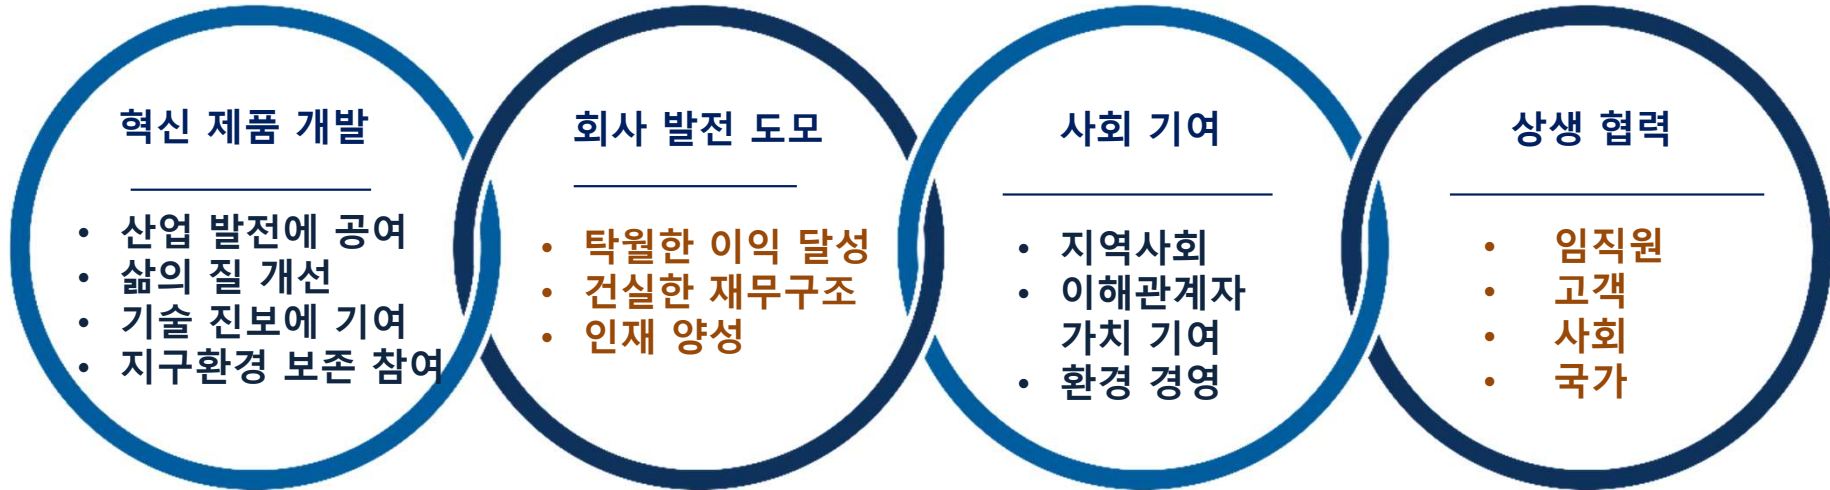 혁신 제품 개발
• 산업 발전에 공여
• 삶의 질 개선
• 기술 진보에 기여
• 지구환경 보존 참여
회사 발전 도모
• 탁월한 이익 달성
• 건실한 재무구조
• 인재 양성
사회 기여
• 지역사회
• 이해관계자
가치 기여
• 환경 경영
상생 협력
• 임직원
• 고객
• 사회
• 국가